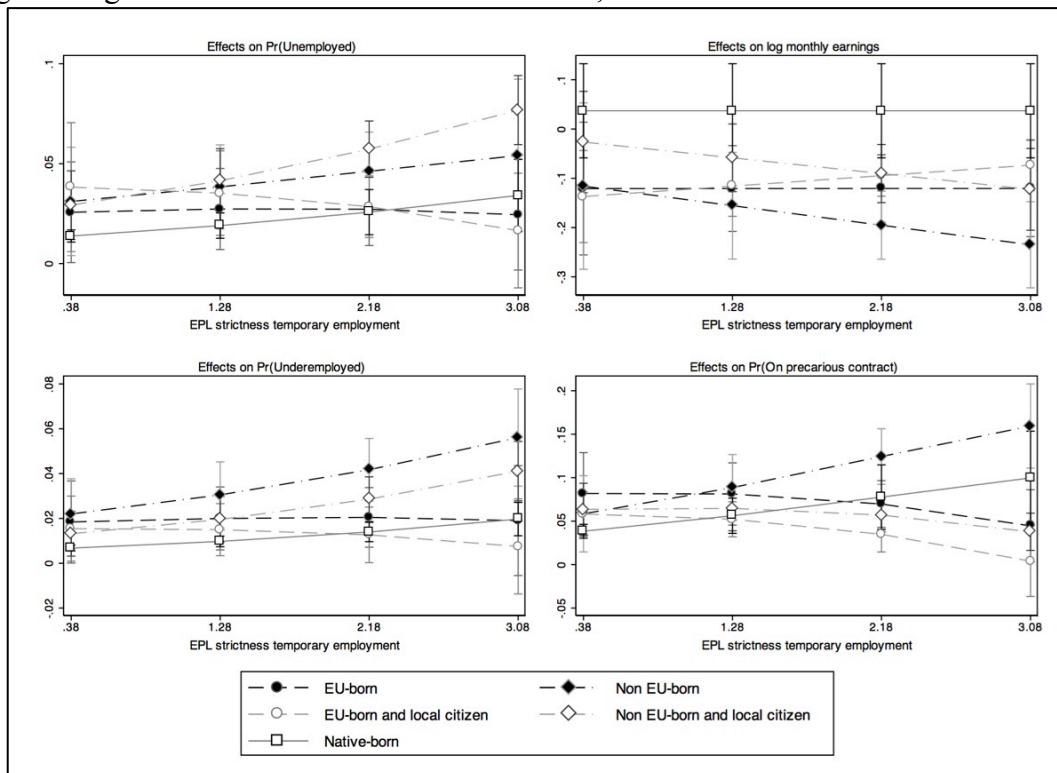 Effects on Pr(Unemployed)
.1
.05
0
.38 1.28 2.18 3.08
EPL strictness temporary employment
Effects on log monthly earnings
.1
0
-.1
-.2
-.3
.38 1.28 2.18 3.08
EPL strictness temporary employment
Effects on Pr(Underemployed)
.08
.06
.04
.02
0
-.02
.38 1.28 2.18 3.08
EPL strictness temporary employment
Effects on Pr(On precarious contract)
.2
.15
.1
.05
0
-.05
.38 1.28 2.18 3.08
EPL strictness temporary employment
EU-born
Non EU-born
EU-born and local citizen
Non EU-born and local citizen
Native-born